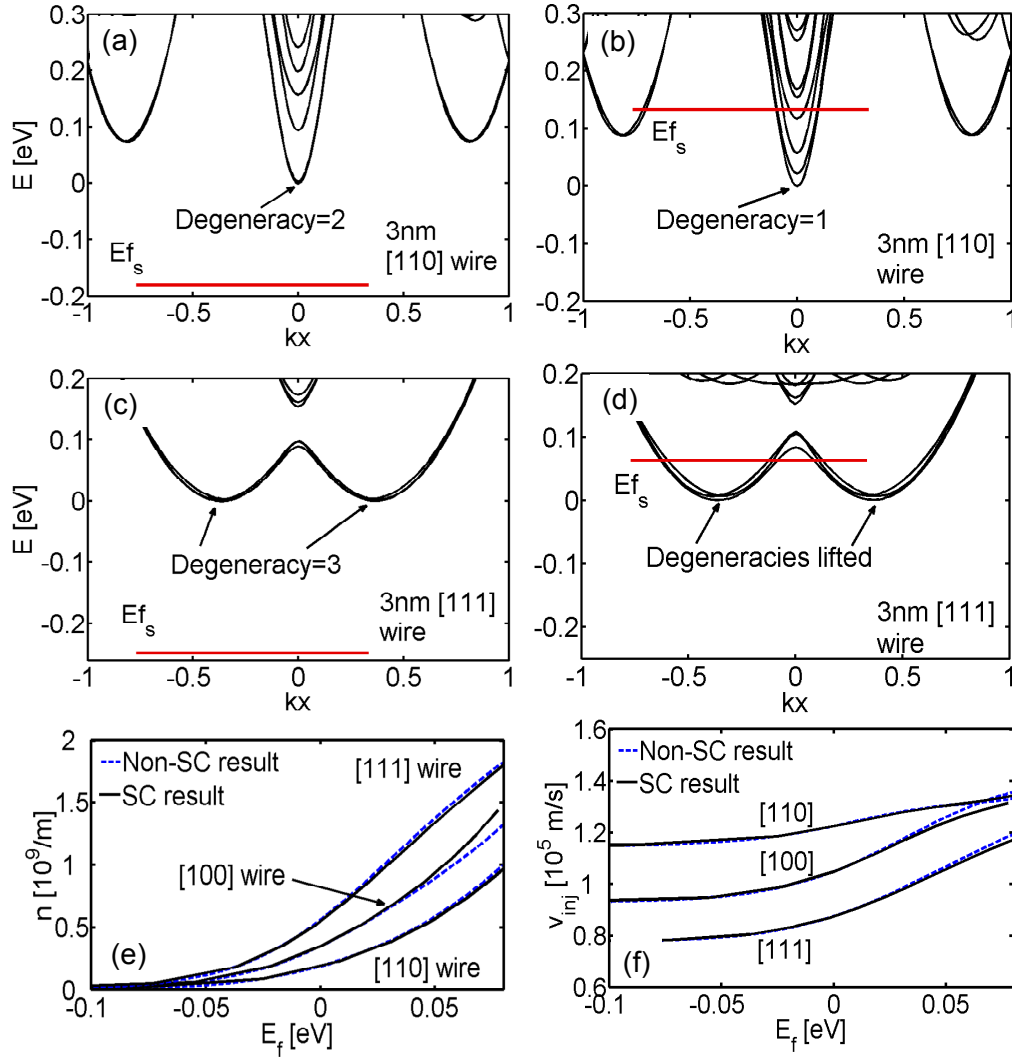 (a)
0.3
0.2
0.1
0
-0.1
-0.2
E [eV]
Degeneracy=2
Ef_s
3nm
[110] wire
-1
-0.5
0
0.5
1
kx
(b)
0.3
0.2
0.1
0
-0.1
-0.2
Ef_s
E [eV]
Degeneracy=1
3nm [110]
wire
-1
-0.5
0
0.5
1
kx
(c)
0.2
0.1
0
-0.1
-0.2
E [eV]
Degeneracy=3
Ef_s
3nm [111]
wire
-1
-0.5
0
0.5
1
kx
(d)
0.2
0.1
0
-0.1
-0.2
E [eV]
Ef_s
Degeneracies lifted
3nm [111]
wire
-1
-0.5
0
0.5
1
kx
2
1.5
1
0.5
0
n [10^9/m]
Non-SC result
SC result
[111] wire
[100] wire
[110] wire
(e)
-0.1
-0.05
0
0.05
E_f [eV]
1.6
1.4
1.2
1
0.8
0.6
0.4
v_inj [10^5 m/s]
Non-SC result
SC result
[110]
[100]
[111]
(f)
-0.1
-0.05
0
0.05
E_f [eV]